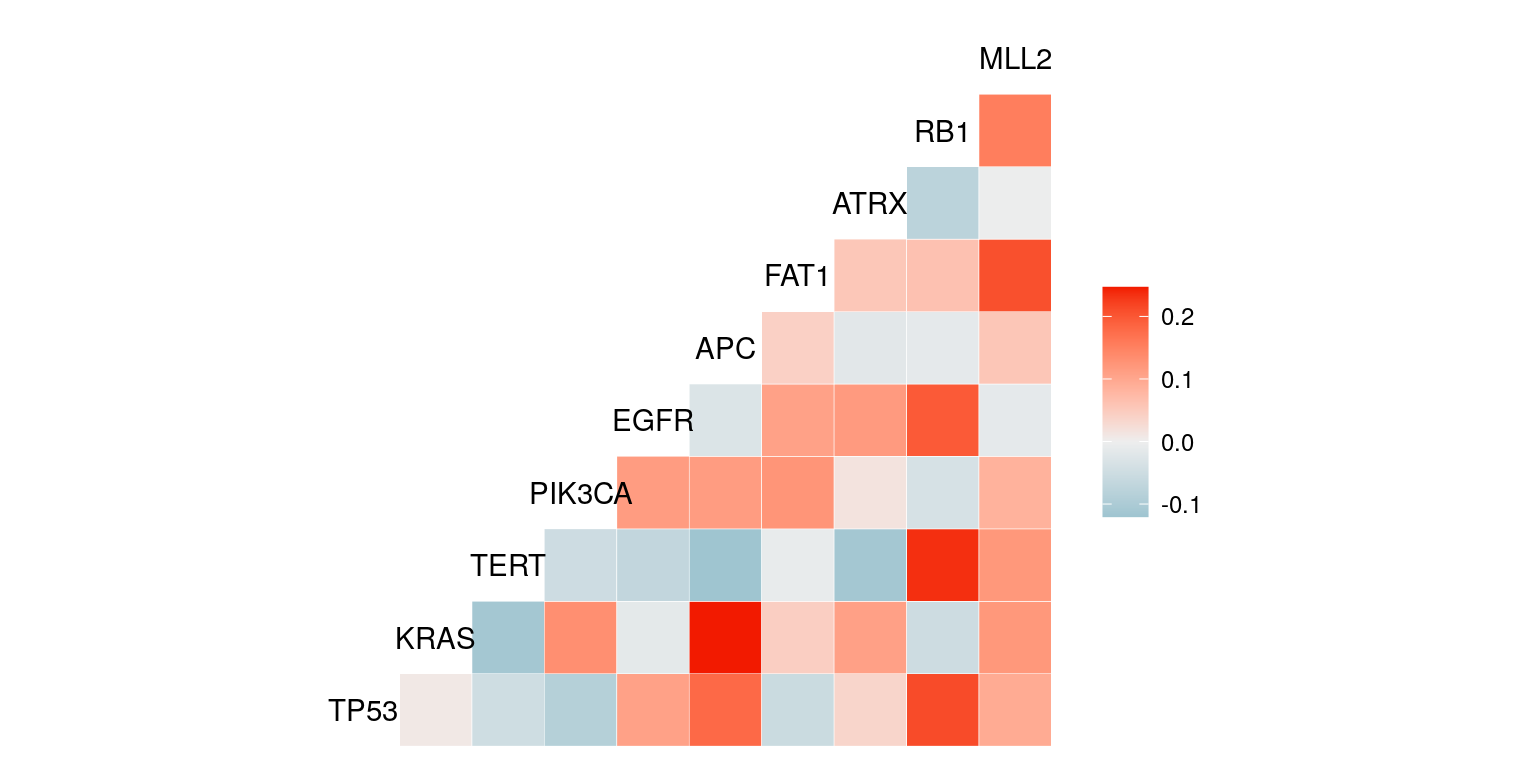 MLL2
RB1
ATRX
FAT1
APC
EGFR
PIK3CA
TERT
KRAS
TP53
0.2
0.1
0.0
-0.1